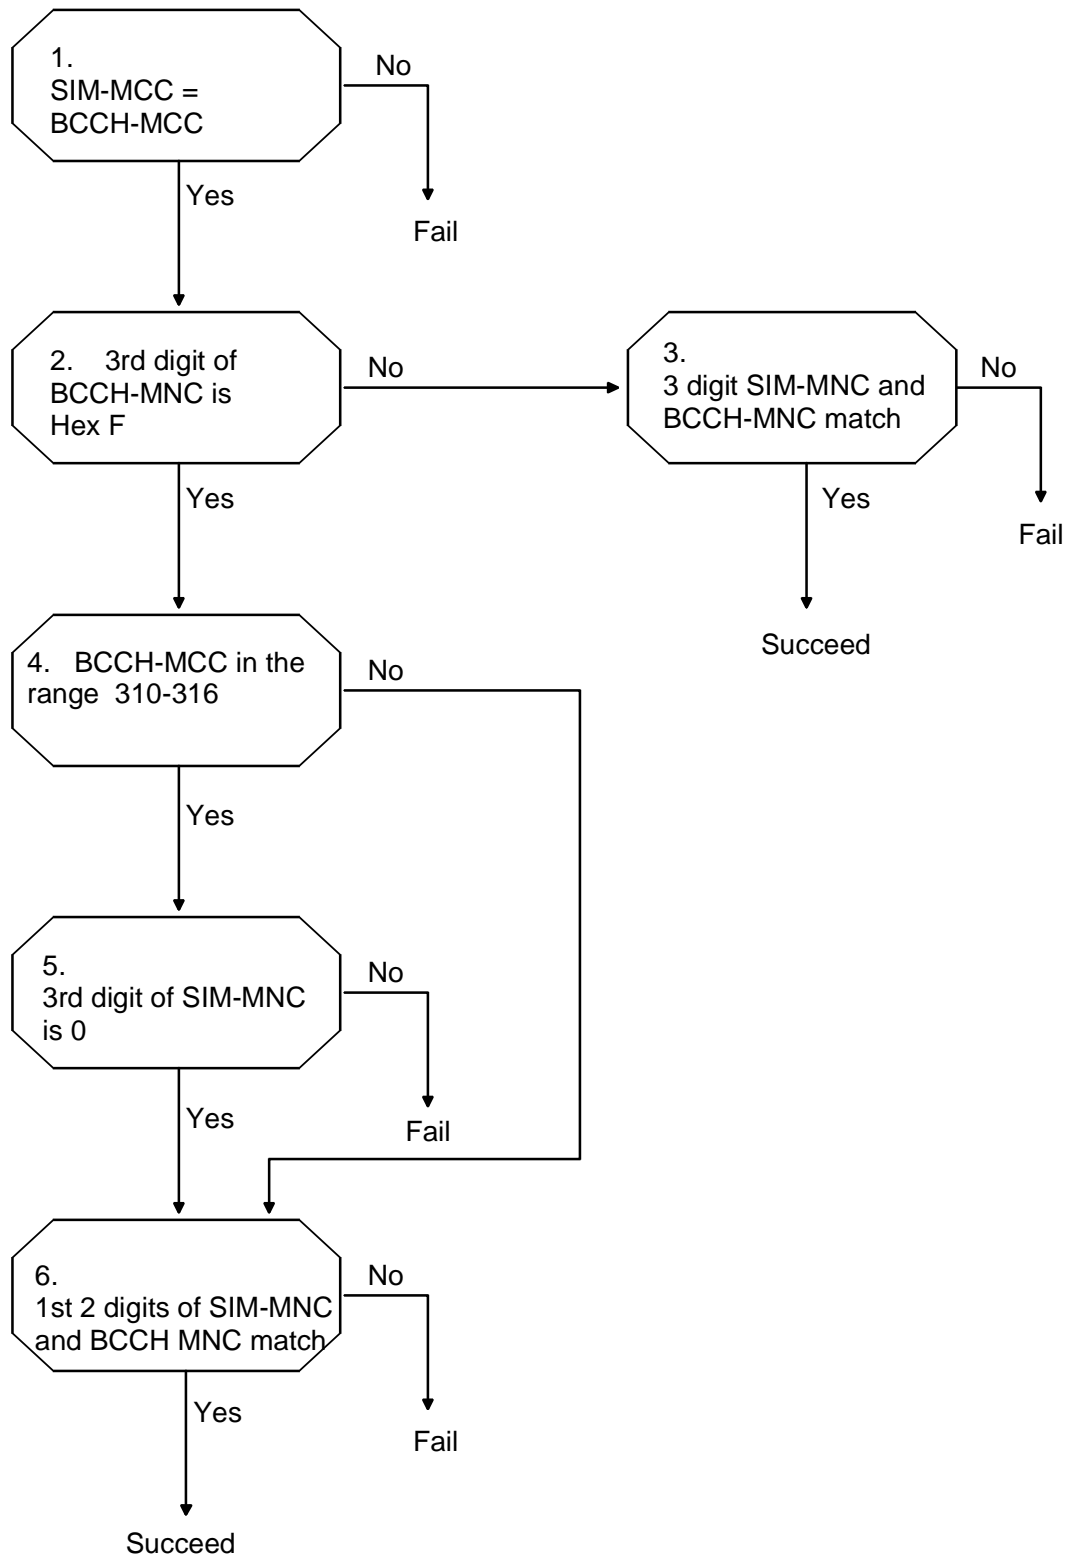 1.
SIM-MCC =
BCCH-MCC
No
Yes
Fail
2. 3rd digit of
BCCH-MNC is
Hex F
No
3.
3 digit SIM-MNC and
BCCH-MNC match
No
Yes
Yes
Fail
Succeed
4. BCCH-MCC in the
range 310-316
No
Yes
5.
3rd digit of SIM-MNC
is 0
No
Yes
Fail
6.
1st 2 digits of SIM-MNC
and BCCH MNC match
No
Yes
Fail
Succeed